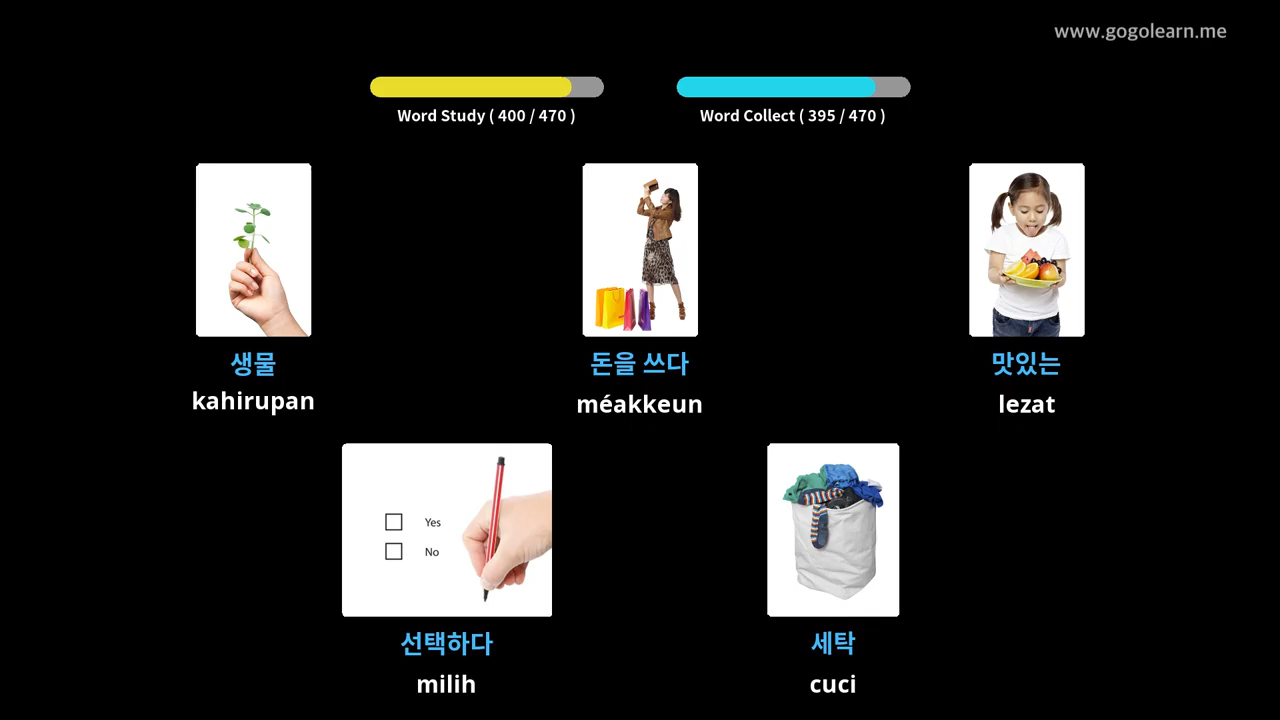 www.gogolearn.me
Word Study ( 400 / 470 )
Word Collect ( 395 / 470 )
생물
kahirupan
돈을 쓰다
méakkeun
맛있는
lezat
Yes
No
선택하다
milih
세탁
cuci